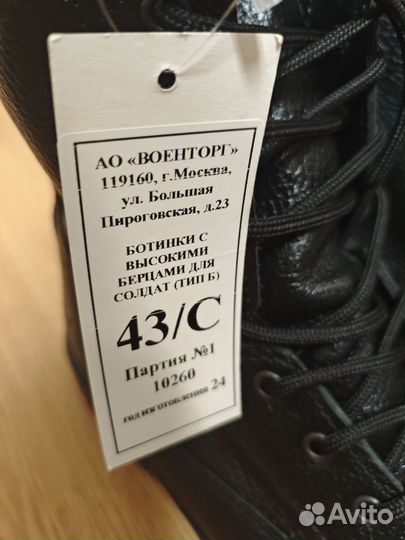 АО «ВОЕНТОРГ»
119160, г.Москва,
ул. Большая
Пироговская, д.23
БОТИНКИ С
ВЫСОКИМИ
БЕРЦАМИ ДЛЯ
СОЛДАТ (ТИП Б)
43/С
Партия №1
10260
год изготовления 24
Avito